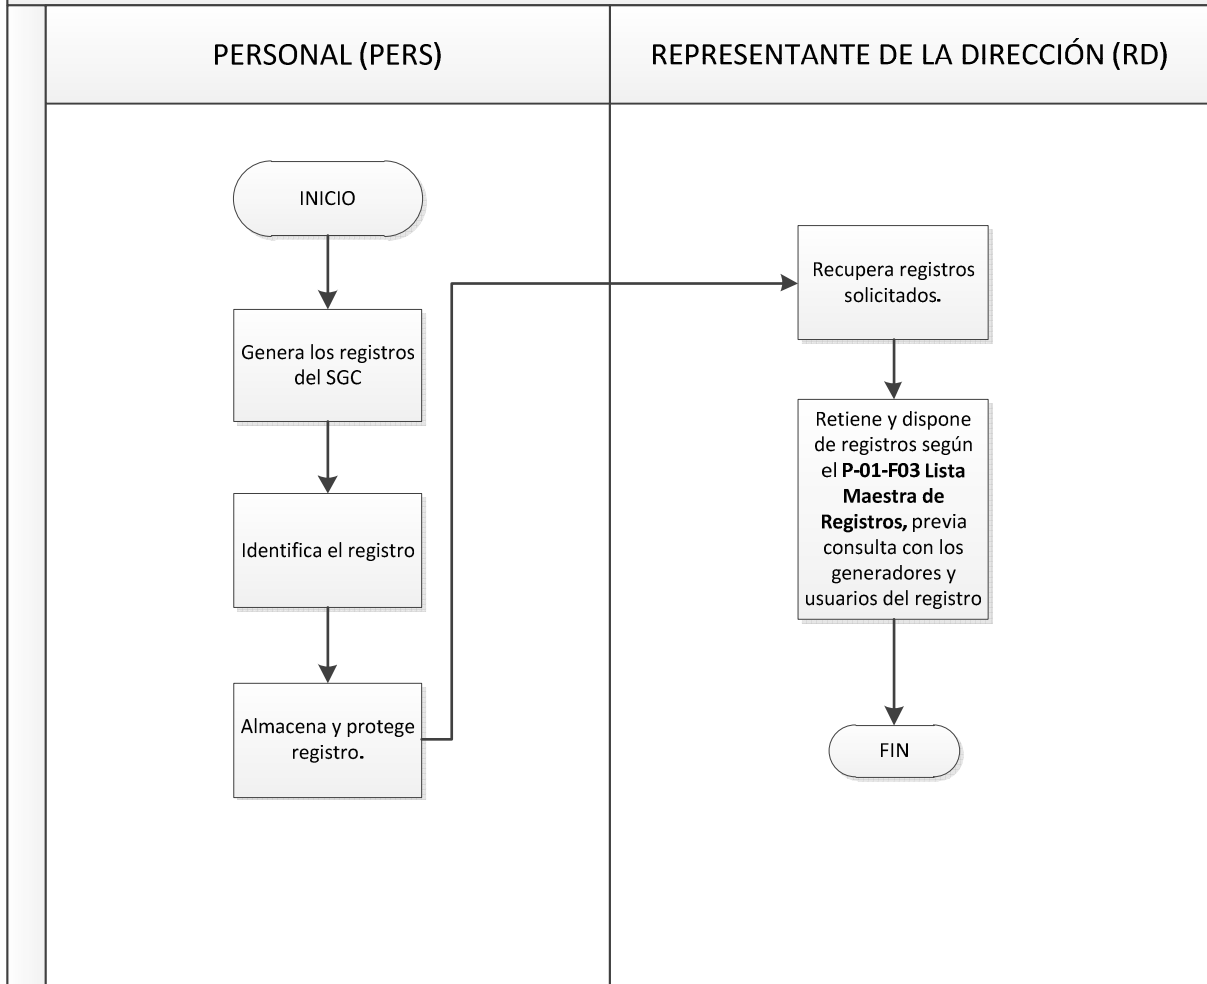 PERSONAL (PERS)
REPRESENTANTE DE LA DIRECCIÓN (RD)
INICIO
Genera los registros
del SGC
Identifica el registro
Almacena y protege
registro.
Recupera registros
solicitados.
Retiene y dispone
de registros según
el P-01-F03 Lista
Maestra de
Registros, previa
consulta con los
generadores y
usuarios del registro
FIN